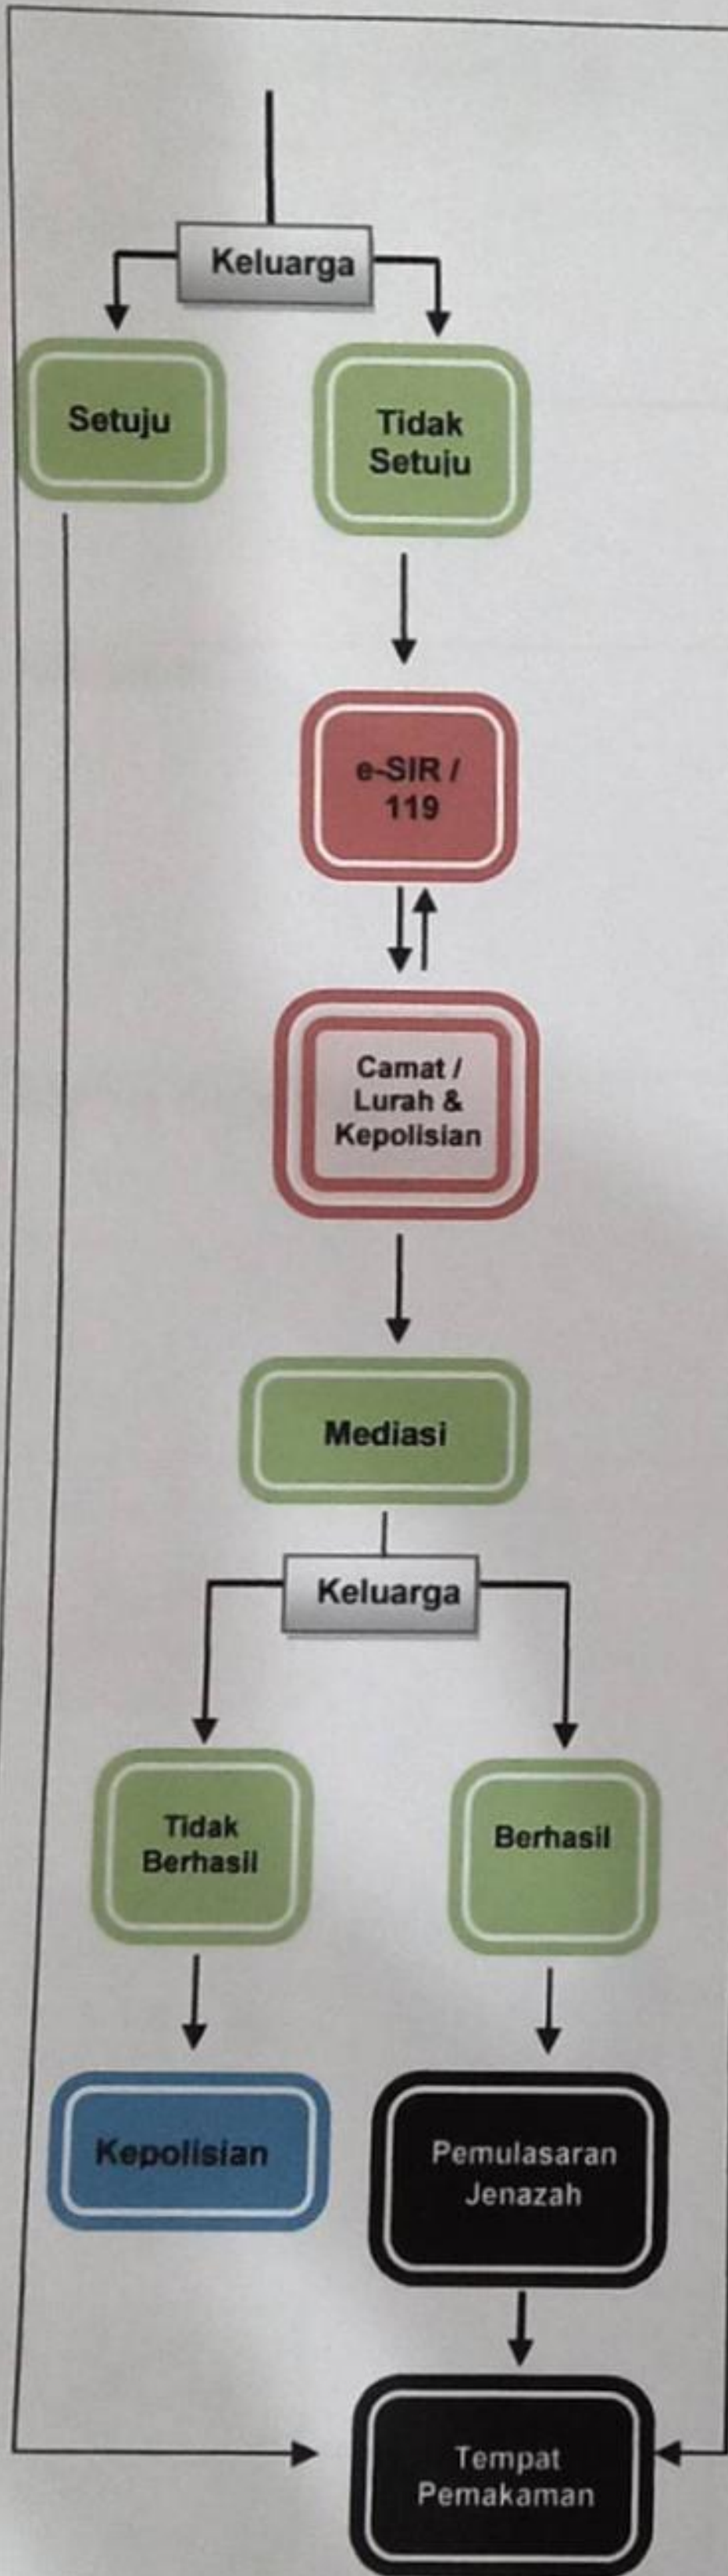 Keluarga
Setuju
Tidak
Setuju
e-SIR /
119
Camat /
Lurah &
Kepolisian
Mediasi
Keluarga
Tidak
Berhasil
Berhasil
Kepolisian
Pemulasaran
Jenazah
Tempat
Pemakaman